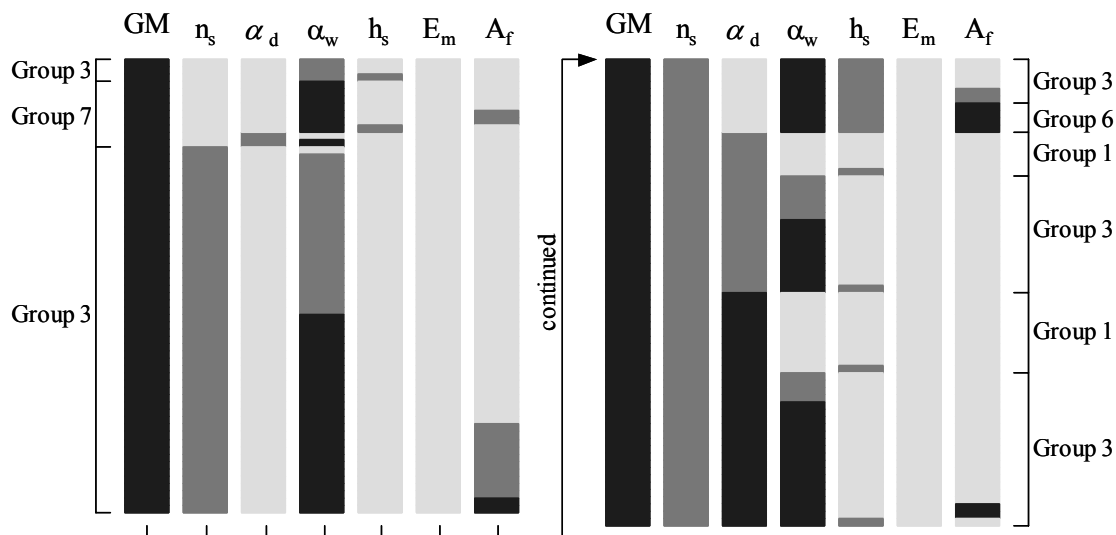 GM n_s α_d α_w h_s E_m A_f
Group 3
Group 7
Group 3
continued
GM n_s α_d α_w h_s E_m A_f
Group 3
Group 6
Group 1
Group 3
Group 1
Group 3